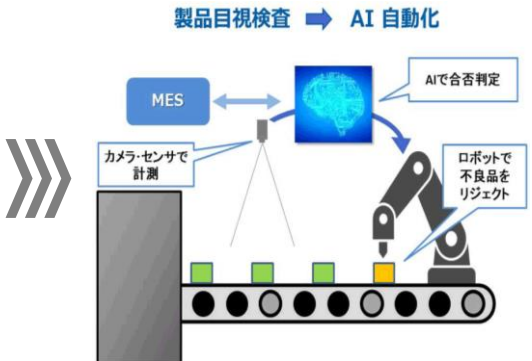 製品目視検査 ➡ AI 自動化
MES
AIで合否判定
カメラ・センサで
計測
ロボットで
不良品を
リジェクト